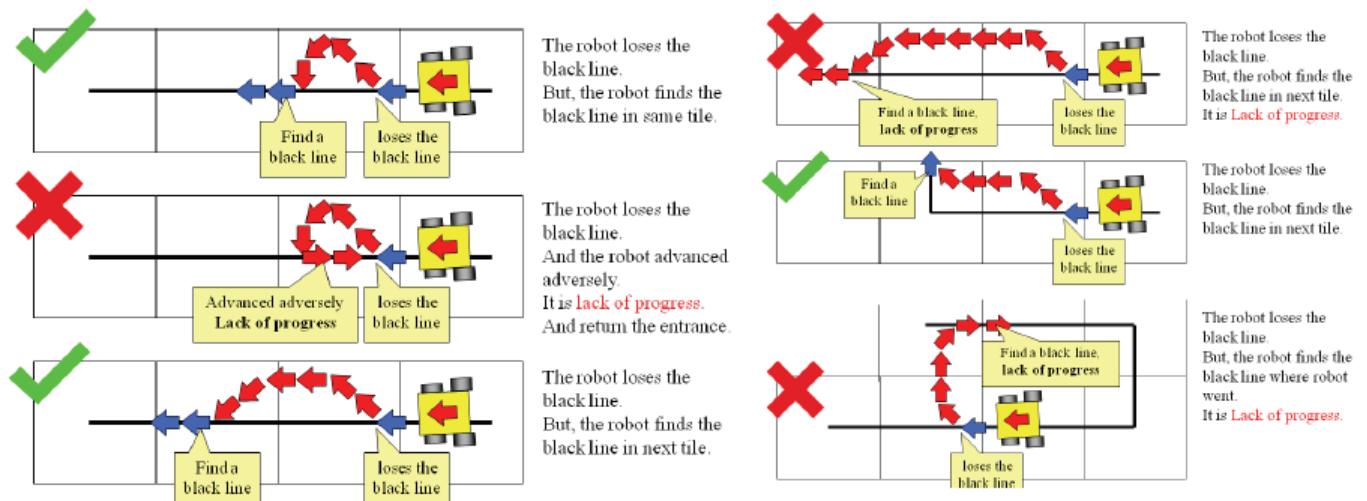 The robot loses the
black line.
But, the robot finds the
black line in same tile.
Find a
black line
loses the
black line
The robot loses the
black line.
And the robot advanced
adversely.
It is lack of progress.
And return the entrance.
Advanced adversely
Lack of progress
loses the
black line
The robot loses the
black line.
But, the robot finds the
black line in next tile.
Find a
black line
loses the
black line
The robot loses the
black line.
But, the robot finds the
black line in next tile.
It is Lack of progress.
Find a black line,
lack of progress
loses the
black line
The robot loses the
black line.
But, the robot finds the
black line in next tile.
Find a
black line
loses the
black line
The robot loses the
black line.
But, the robot finds the
black line where robot
went.
It is Lack of progress.
Find a black line,
lack of progress
loses the
black line